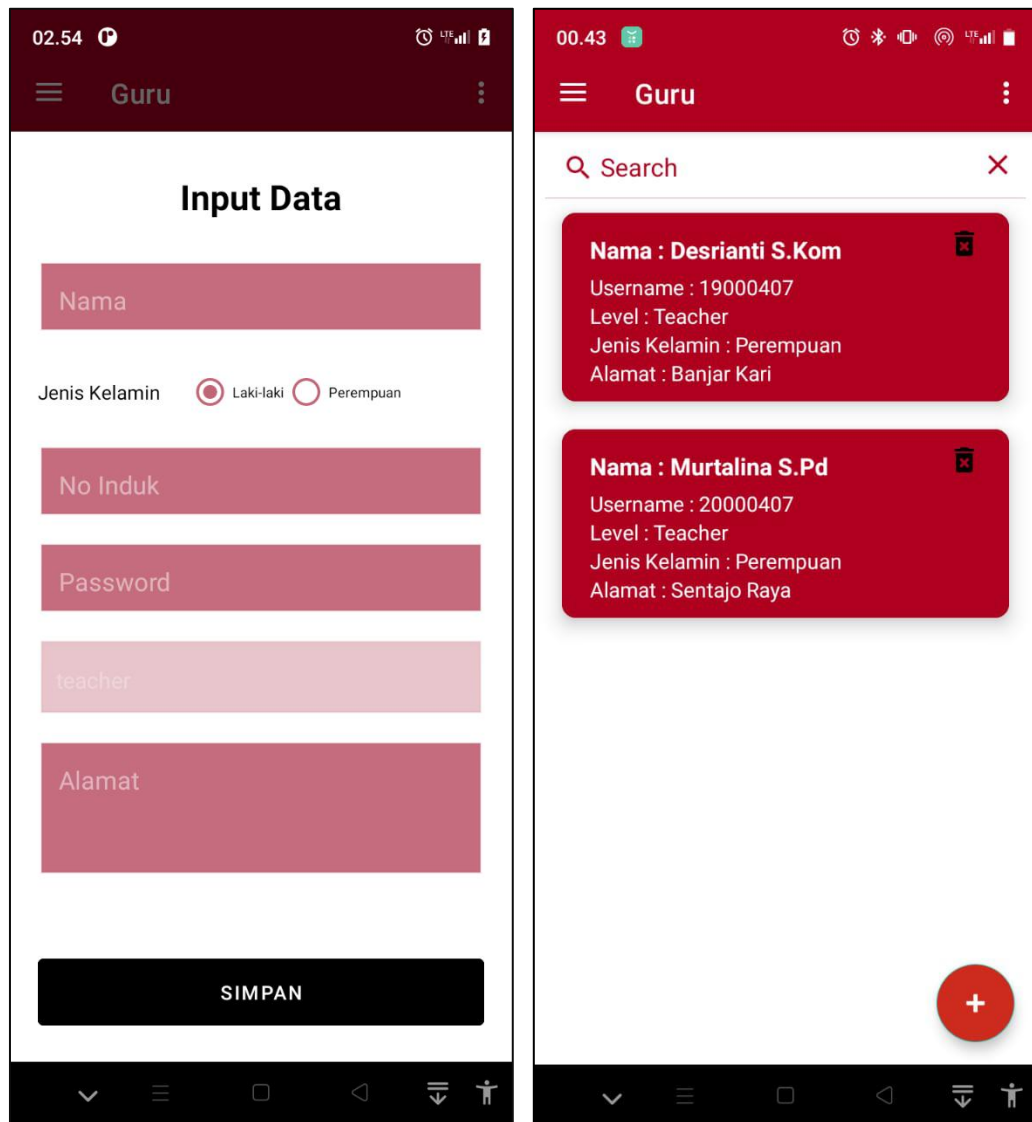 02.54
LTE
Guru
Input Data
Nama
Jenis Kelamin Laki-laki Perempuan
No Induk
Password
teacher
Alamat
SIMPAN
00.43
LTE
Guru
Search
Nama : Desrianti S.Kom
Username : 19000407
Level : Teacher
Jenis Kelamin : Perempuan
Alamat : Banjar Kari
Nama : Murtalina S.Pd
Username : 20000407
Level : Teacher
Jenis Kelamin : Perempuan
Alamat : Sentajo Raya